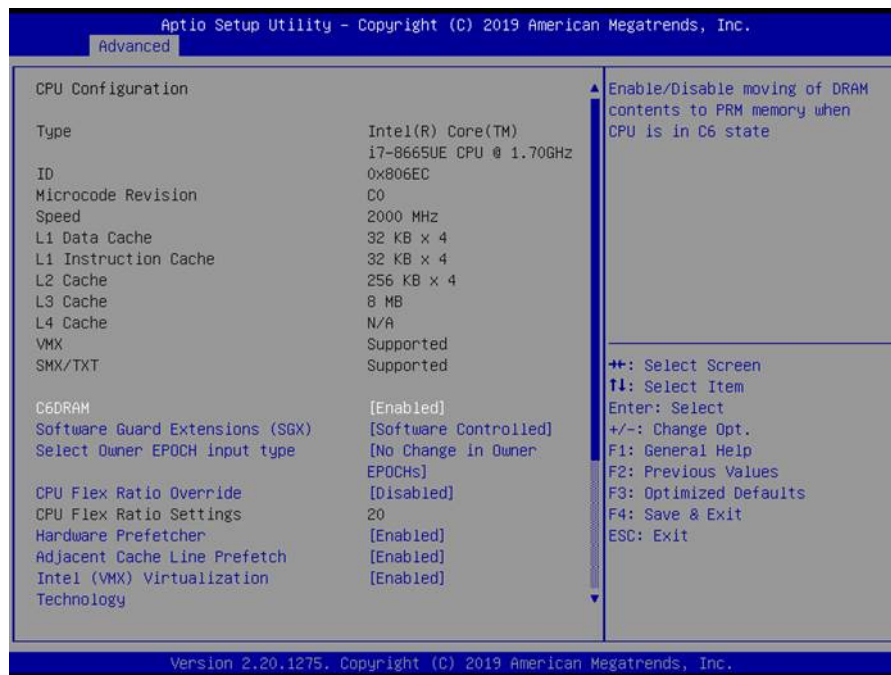 Aptio Setup Utility – Copyright (C) 2019 American Megatrends, Inc.
Advanced
CPU Configuration
Type Intel(R) Core(TM)
i7-8665UE CPU @ 1.70GHz
ID 0x806EC
Microcode Revision C0
Speed 2000 MHz
L1 Data Cache 32 KB x 4
L1 Instruction Cache 32 KB x 4
L2 Cache 256 KB x 4
L3 Cache 8 MB
L4 Cache N/A
VMX Supported
SMX/TXT Supported
C6DRAM [Enabled]
Software Guard Extensions (SGX) [Software Controlled]
Select Owner EPOCH input type [No Change in Owner
EPOCHs]
CPU Flex Ratio Override [Disabled]
CPU Flex Ratio Settings 20
Hardware Prefetcher [Enabled]
Adjacent Cache Line Prefetch [Enabled]
Intel (VMX) Virtualization [Enabled]
Technology
Enable/Disable moving of DRAM
contents to PRM memory when
CPU is in C6 state
→←: Select Screen
↑↓: Select Item
Enter: Select
+/-: Change Opt.
F1: General Help
F2: Previous Values
F3: Optimized Defaults
F4: Save & Exit
ESC: Exit
Version 2.20.1275. Copyright (C) 2019 American Megatrends, Inc.